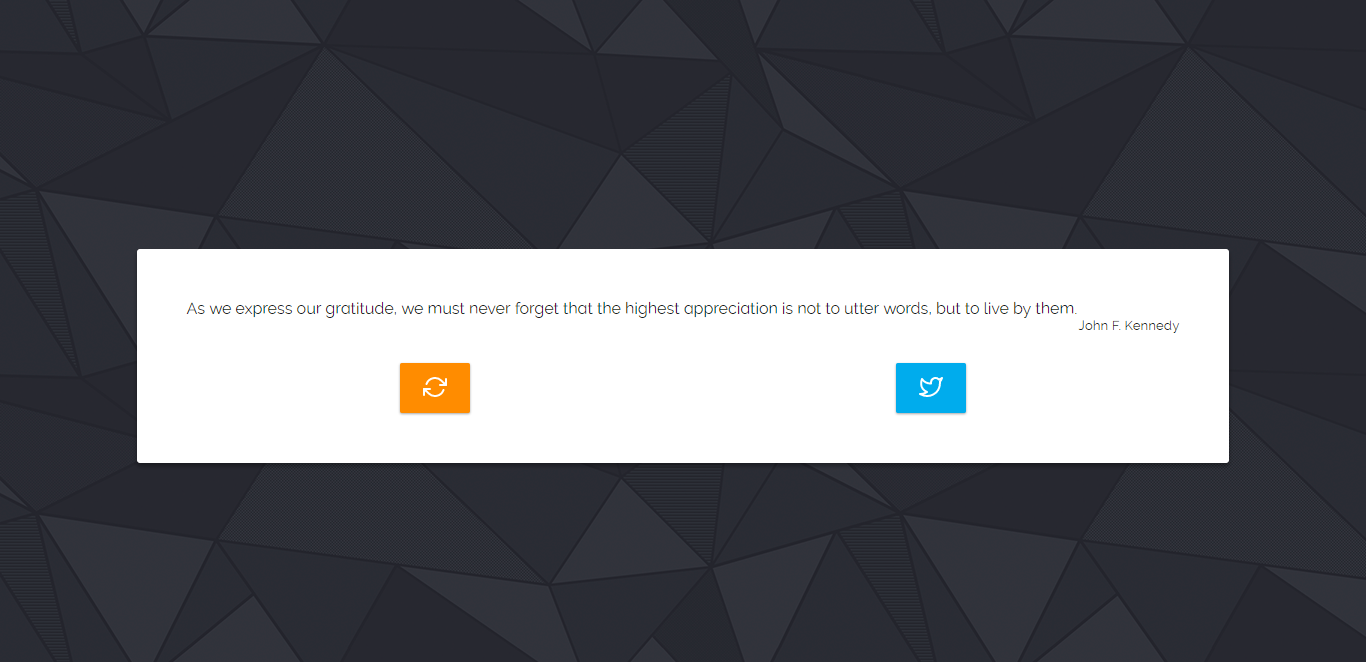 As we express our gratitude, we must never forget that the highest appreciation is not to utter words, but to live by them.
John F. Kennedy